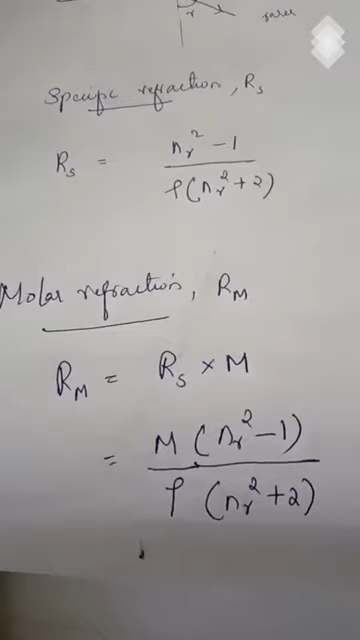 r
Specific refraction, Rs
Rs = nr² - 1 / ρ(nr² + 2)
Molar refraction, RM
RM = Rs × M
= M (nr² - 1) / ρ (nr² + 2)